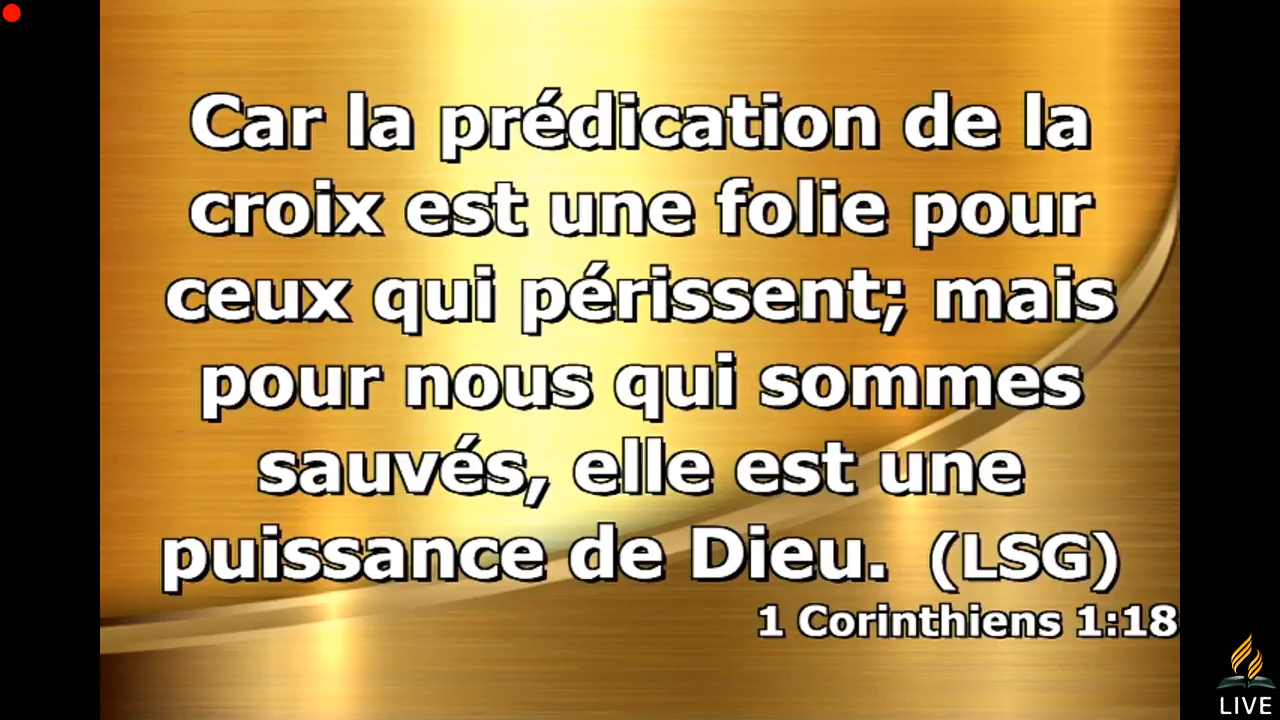 Car la prédication de la
croix est une folie pour
ceux qui périssent; mais
pour nous qui sommes
sauvés, elle est une
puissance de Dieu. (LSG)
1 Corinthiens 1:18
LIVE